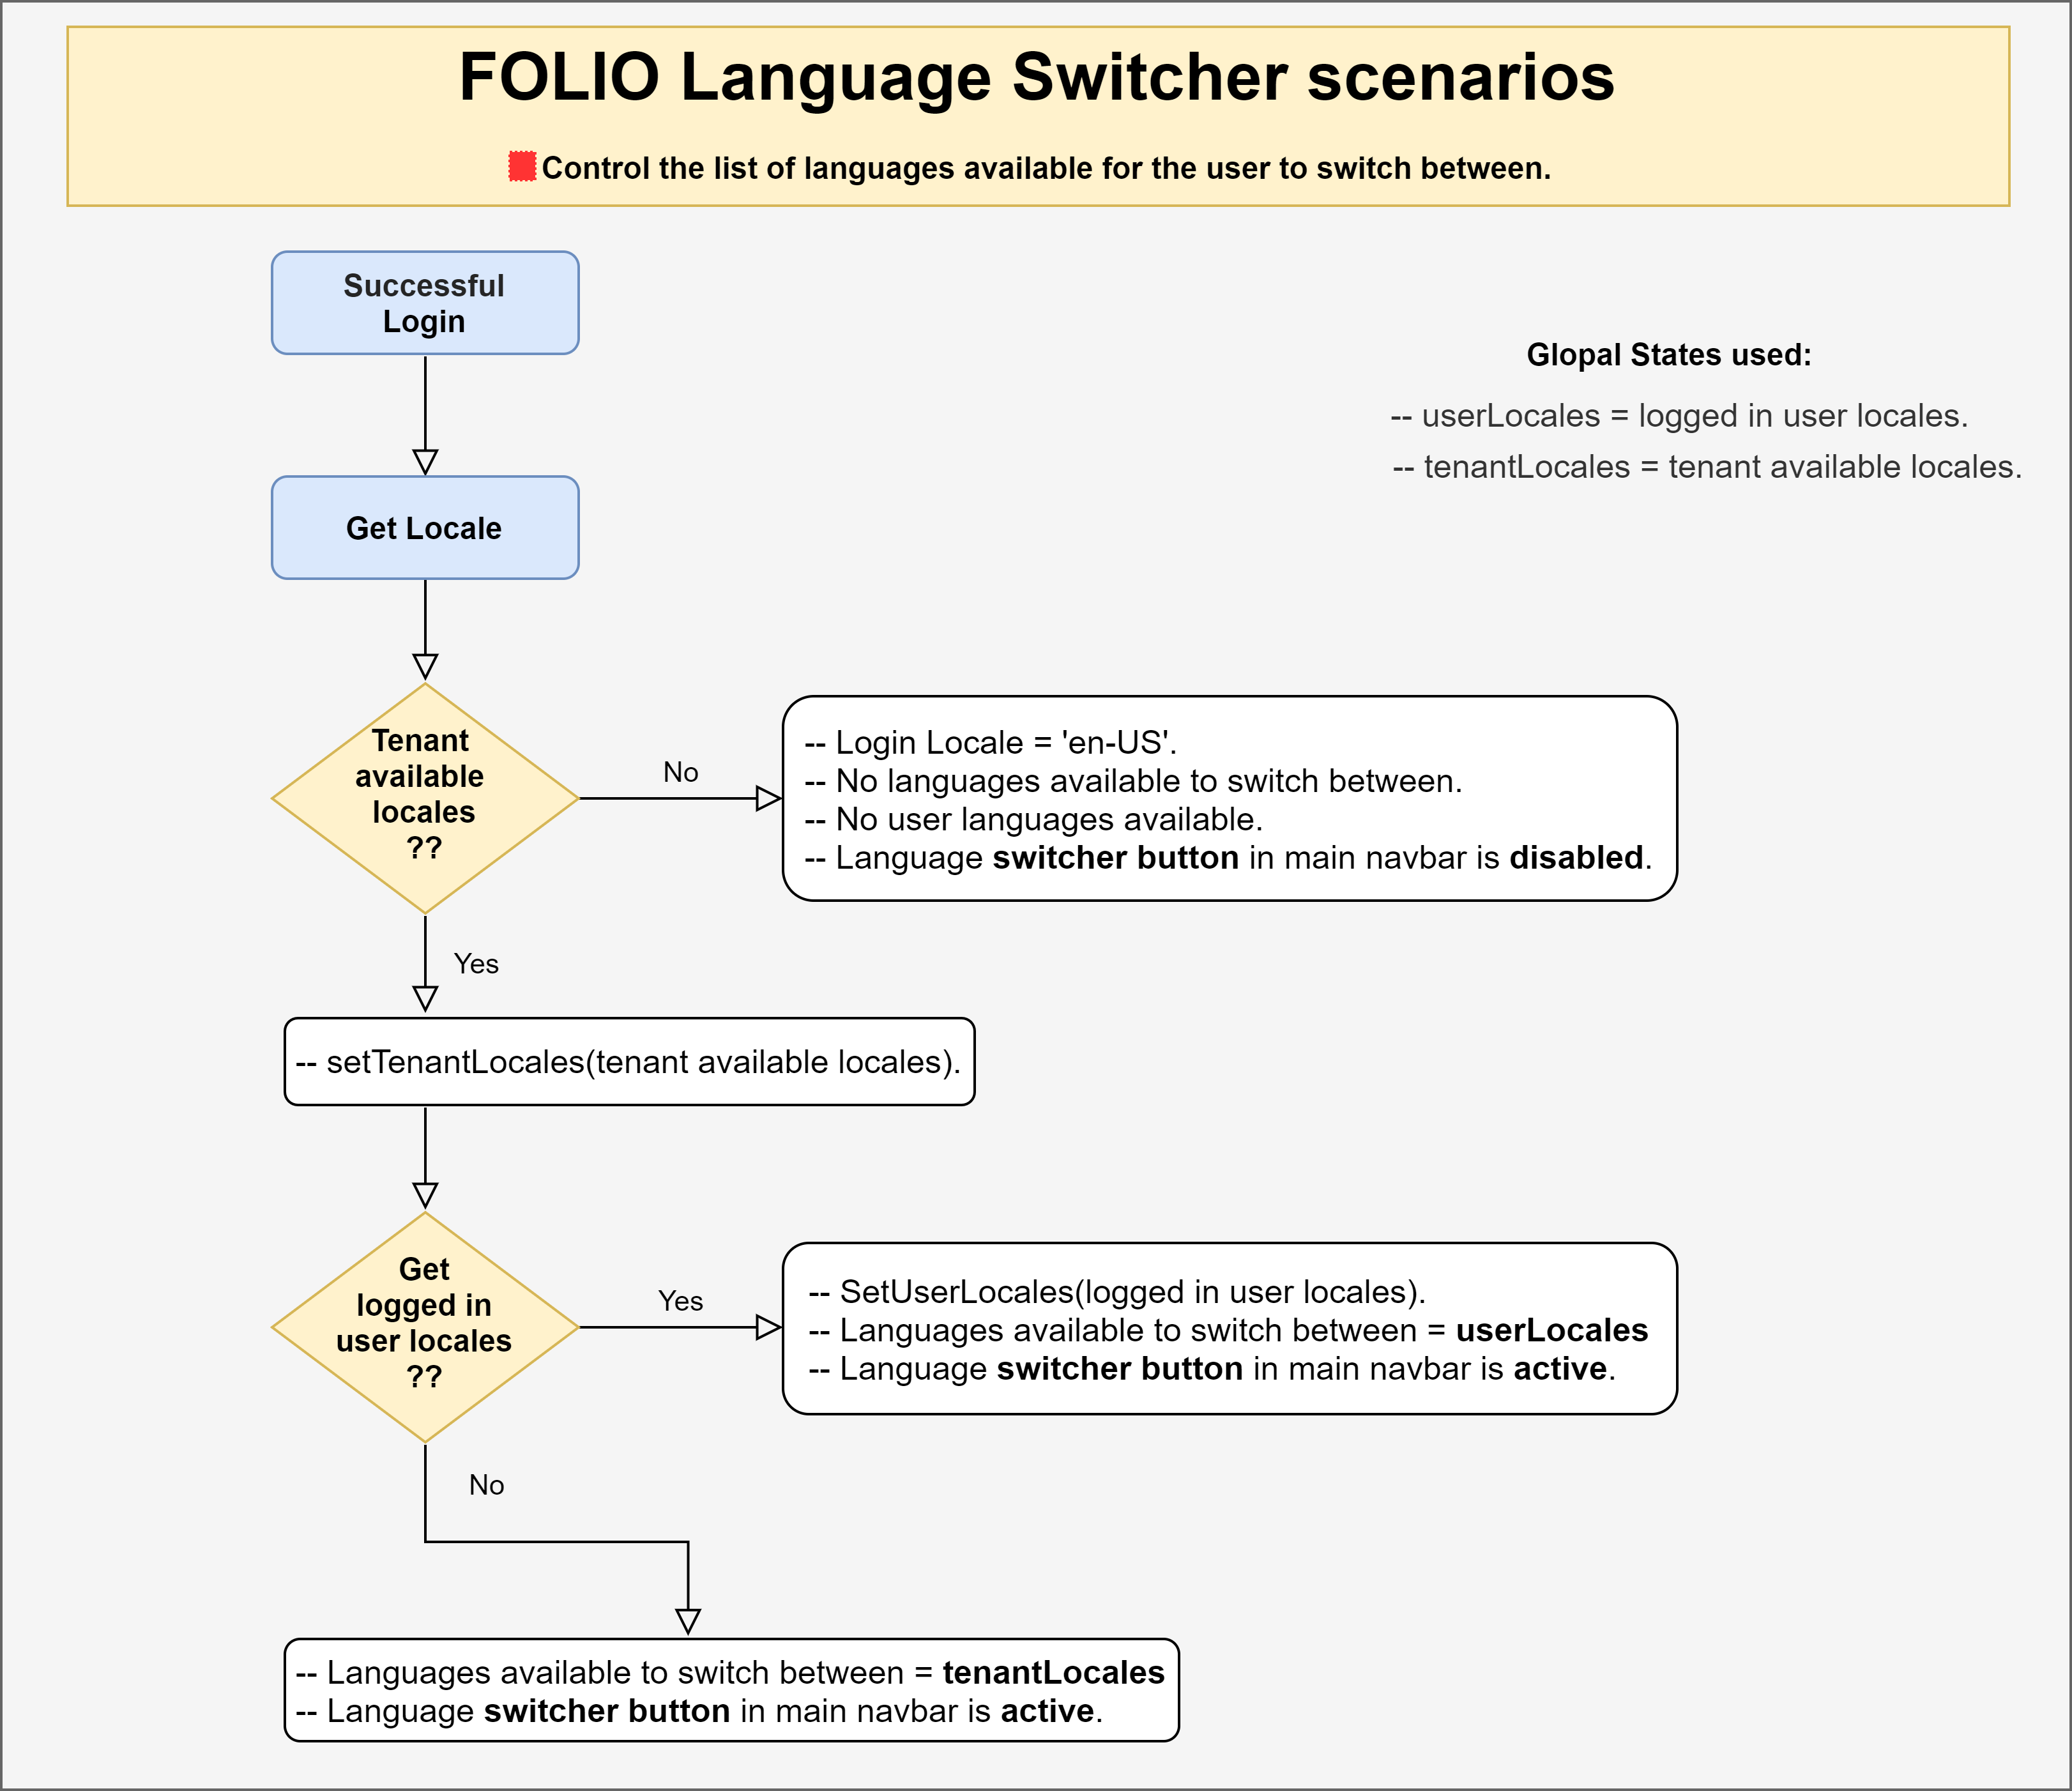 FOLIO Language Switcher scenarios
Control the list of languages available for the user to switch between.
Successful
Login
Glopal States used:
-- userLocales = logged in user locales.
-- tenantLocales = tenant available locales.
Get Locale
Tenant
available
locales
??
No
-- Login Locale = 'en-US'.
-- No languages available to switch between.
-- No user languages available.
-- Language switcher button in main navbar is disabled.
Yes
-- setTenantLocales(tenant available locales).
Get
logged in
user locales
??
Yes
-- SetUserLocales(logged in user locales).
-- Languages available to switch between = userLocales
-- Language switcher button in main navbar is active.
No
-- Languages available to switch between = tenantLocales
-- Language switcher button in main navbar is active.